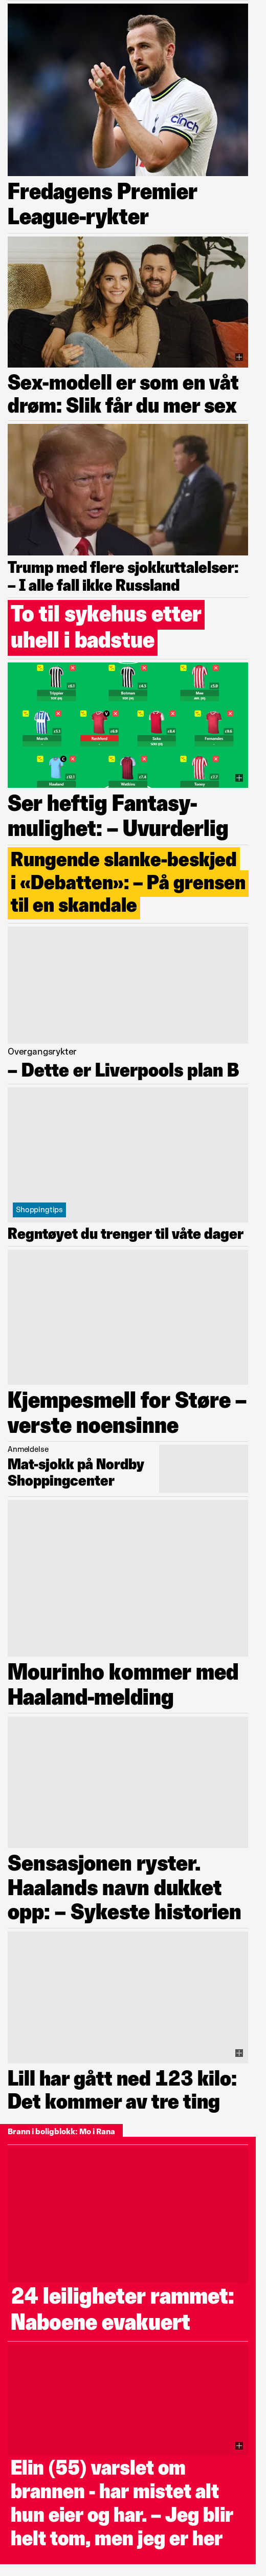 cinch
Fredagens Premier
League-rykter
Sex-modell er som en våt
drøm: Slik får du mer sex
Trump med flere sjokkuttalelser:
– I alle fall ikke Russland
To til sykehus etter
uhell i badstue
Trippier
Botman
March
Rashford
Saka
Fernandes
Haaland
Watkins
Toney
Ser heftig Fantasy-
mulighet: – Uvurderlig
Rungende slanke-beskjed
i «Debatten»: – På grensen
til en skandale
Overgangsrykter
– Dette er Liverpools plan B
Shoppingtips
Regntøyet du trenger til våte dager
Kjempesmell for Støre –
verste noensinne
Anmeldelse
Mat-sjokk på Nordby
Shoppingcenter
Mourinho kommer med
Haaland-melding
Sensasjonen ryster.
Haalands navn dukket
opp: – Sykeste historien
Lill har gått ned 123 kilo:
Det kommer av tre ting
Brann i boligblokk: Mo i Rana
24 leiligheter rammet:
Naboene evakuert
Elin (55) varslet om
brannen - har mistet alt
hun eier og har. – Jeg blir
helt tom, men jeg er her